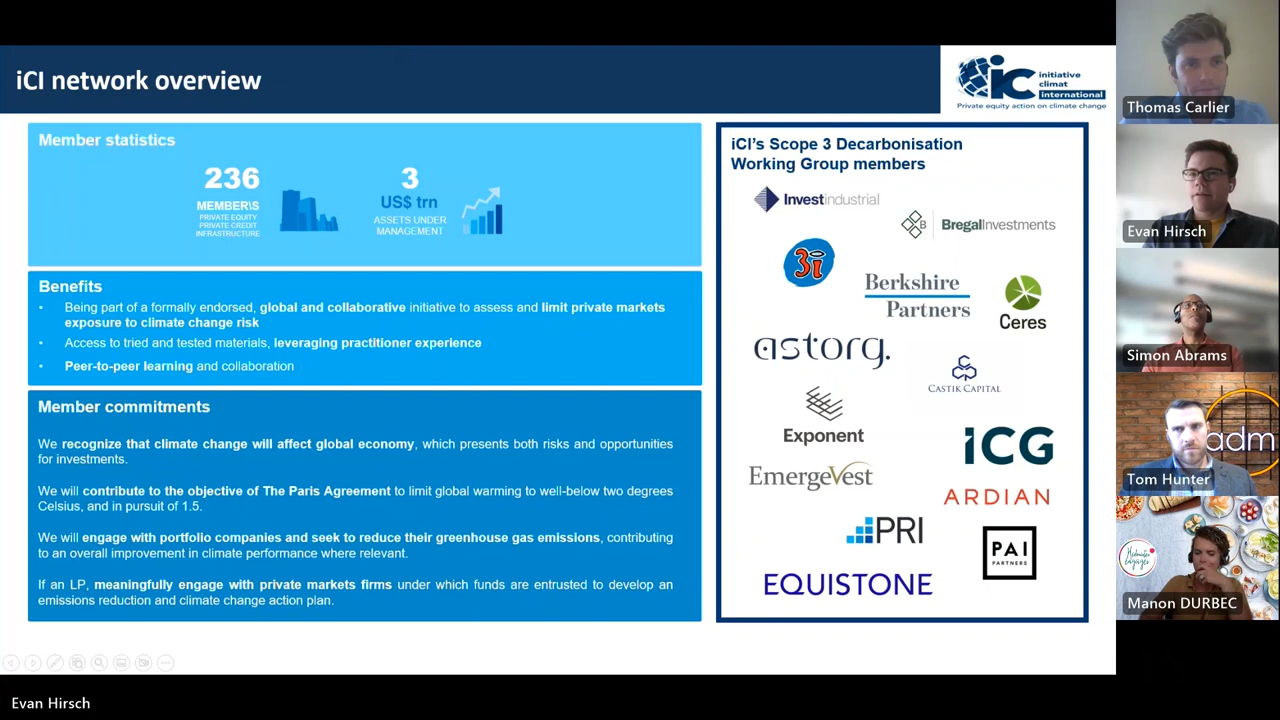 iCI network overview
iC initiative
climat
international
Private equity action on climate change
Member statistics
236
MEMBER\S
PRIVATE EQUITY
PRIVATE CREDIT
INFRASTRUCTURE
3
US$ trn
ASSETS UNDER
MANAGEMENT
Benefits
• Being part of a formally endorsed, global and collaborative initiative to assess and limit private markets
exposure to climate change risk
• Access to tried and tested materials, leveraging practitioner experience
• Peer-to-peer learning and collaboration
Member commitments
We recognize that climate change will affect global economy, which presents both risks and opportunities
for investments.
We will contribute to the objective of The Paris Agreement to limit global warming to well-below two degrees
Celsius, and in pursuit of 1.5.
We will engage with portfolio companies and seek to reduce their greenhouse gas emissions, contributing
to an overall improvement in climate performance where relevant.
If an LP, meaningfully engage with private markets firms under which funds are entrusted to develop an
emissions reduction and climate change action plan.
iCI's Scope 3 Decarbonisation
Working Group members
Investindustrial
B BregalInvestments
3i
Berkshire
Partners
Ceres
astorg.
CASTIK CAPITAL
Exponent
ICG
EmergeVest
ARDIAN
PRI
PAI
PARTNERS
EQUISTONE
Thomas Carlier
Evan Hirsch
Simon Abrams
adm
Tom Hunter
Manon DURBEC
Evan Hirsch